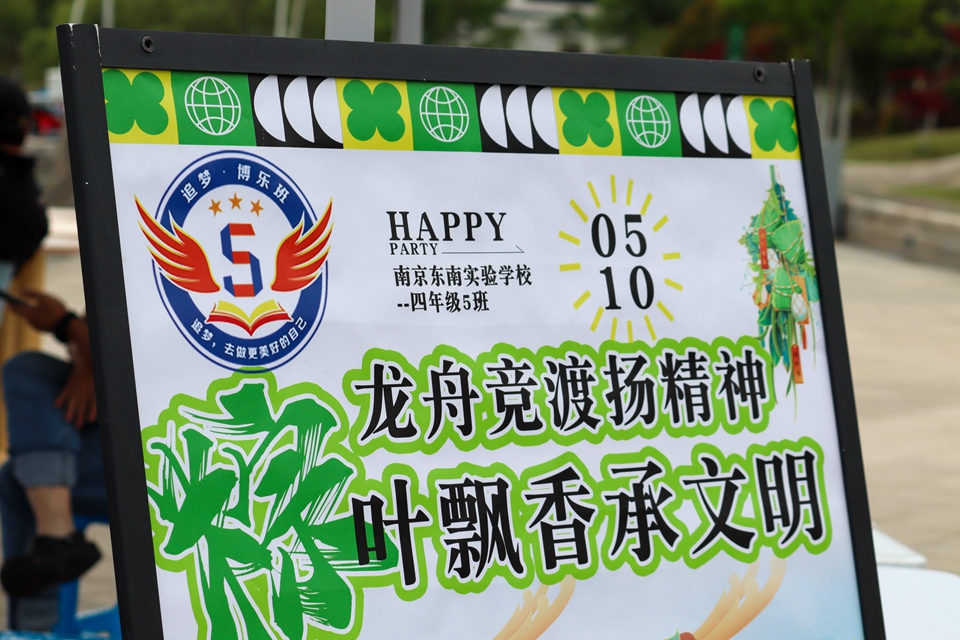 追梦·博乐班
5
追梦，去做更美好的自己
HAPPY
PARTY
南京东南实验学校
--四年级5班
05
10
龙舟竞渡扬精神
粽叶飘香承文明